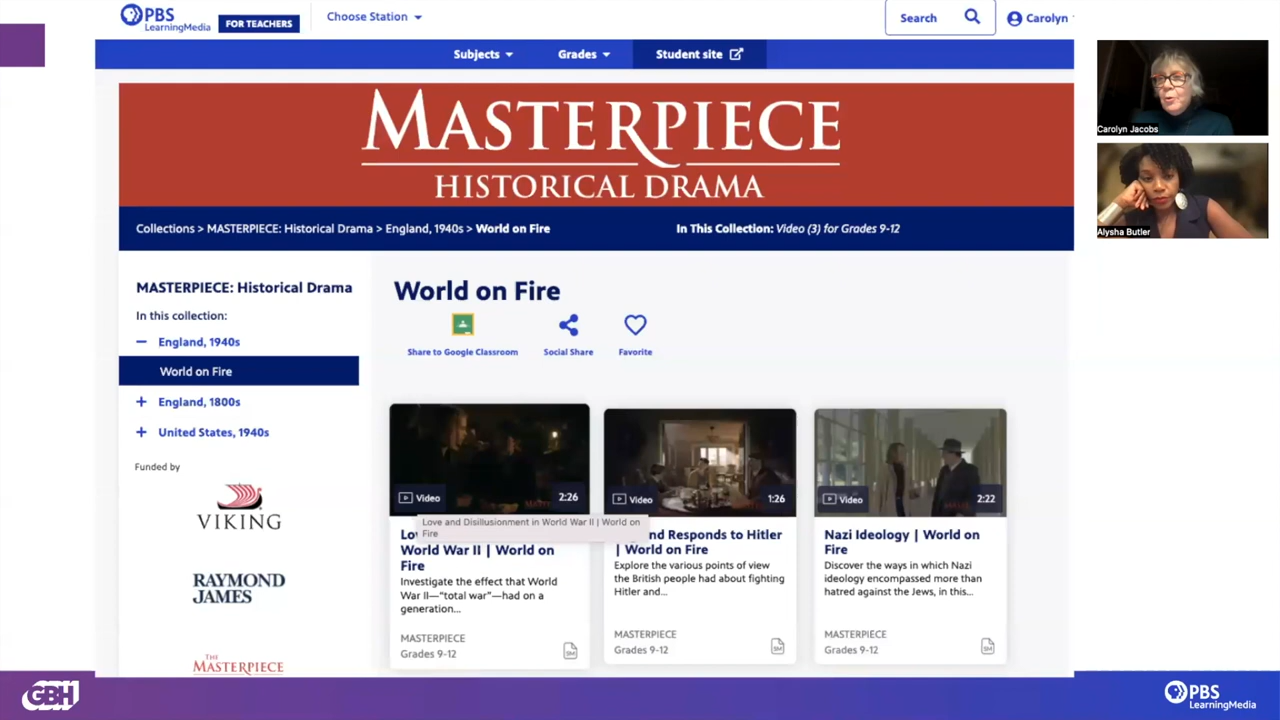 PBS
LearningMedia
FOR TEACHERS
Choose Station
Search
Carolyn
Subjects
Grades
Student site
MASTERPIECE
HISTORICAL DRAMA
Collections > MASTERPIECE: Historical Drama > England, 1940s > World on Fire
In This Collection: Video (3) for Grades 9-12
MASTERPIECE: Historical Drama
In this collection:
− England, 1940s
World on Fire
+ England, 1800s
+ United States, 1940s
Funded by
VIKING
RAYMOND
JAMES
THE
MASTERPIECE
World on Fire
Share to Google Classroom
Social Share
Favorite
Video
2:26
Love and Disillusionment in World War II | World on
Fire
World War II | World on
Fire
Investigate the effect that World
War II—“total war”—had on a
generation...
MASTERPIECE
Grades 9-12
SM
Video
1:26
nd Responds to Hitler
| World on Fire
Explore the various points of view
the British people had about fighting
Hitler and...
MASTERPIECE
Grades 9-12
SM
Video
2:22
Nazi Ideology | World on
Fire
Discover the ways in which Nazi
ideology encompassed more than
hatred against the Jews, in this...
MASTERPIECE
Grades 9-12
SM
Carolyn Jacobs
Alysha Butler
GBH
PBS
LearningMedia